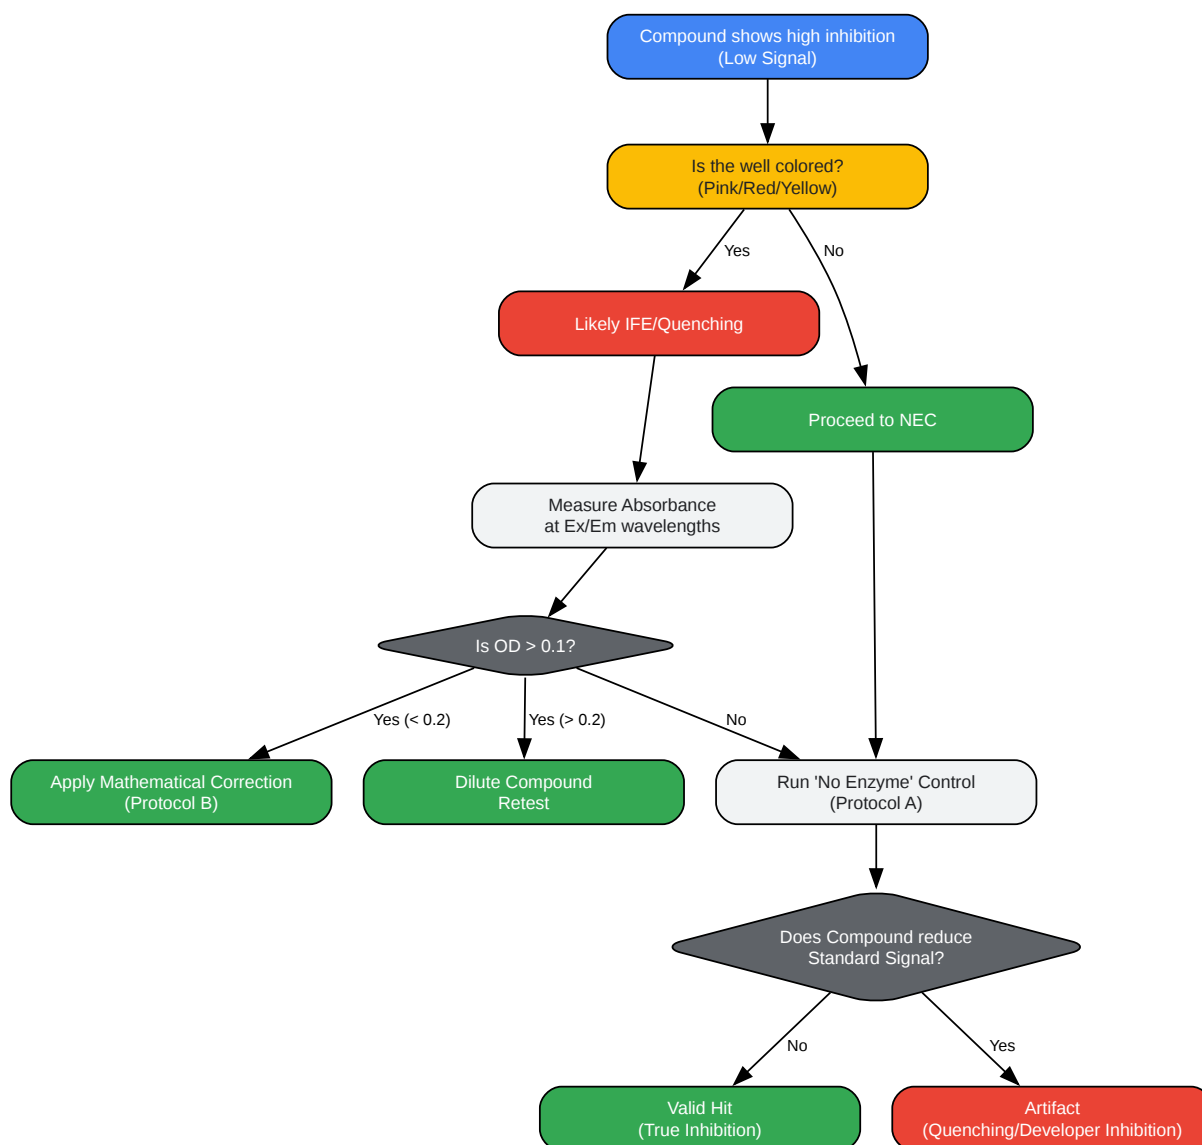 Compound shows high inhibition
(Low Signal)
Is the well colored?
(Pink/Red/Yellow)
Yes
No
Likely IFE/Quenching
Proceed to NEC
Measure Absorbance
at Ex/Em wavelengths
Is OD > 0.1?
Yes (< 0.2)
Yes (> 0.2)
No
Apply Mathematical Correction
(Protocol B)
Dilute Compound
Retest
Run 'No Enzyme' Control
(Protocol A)
Does Compound reduce
Standard Signal?
No
Yes
Valid Hit
(True Inhibition)
Artifact
(Quenching/Developer Inhibition)